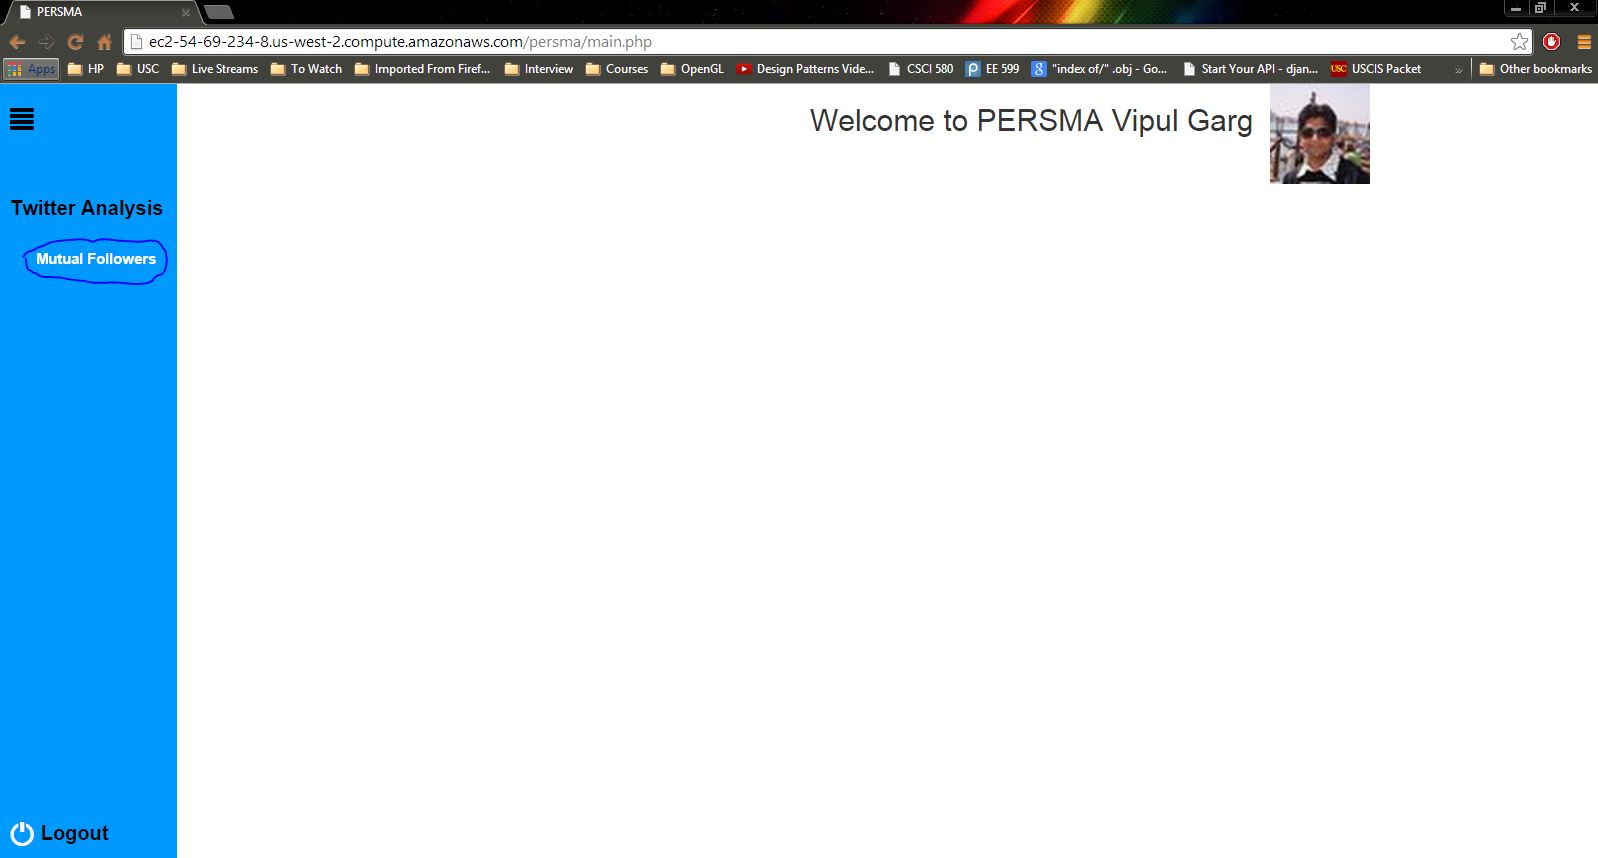 PERSMA
ec2-54-69-234-8.us-west-2.compute.amazonaws.com/persma/main.php
Apps HP USC Live Streams To Watch Imported From Firef... Interview Courses OpenGL Design Patterns Vide... CSCI 580 EE 599 "index of/" .obj - Go... Start Your API - djan... USC USCIS Packet » Other bookmarks
Welcome to PERSMA Vipul Garg
Twitter Analysis
Mutual Followers
Logout